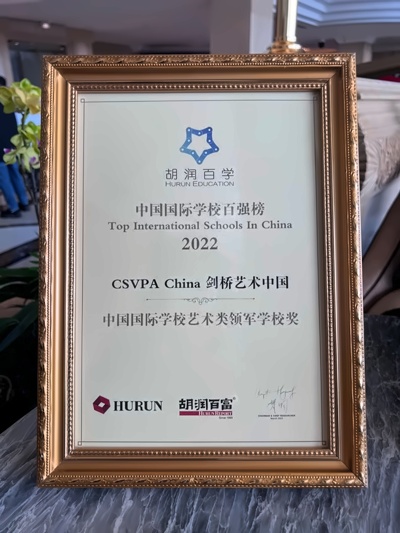 胡润百学
HURUN EDUCATION
中国国际学校百强榜
Top International Schools In China
2022
CSVPA China 剑桥艺术中国
中国国际学校艺术类领军学校奖
HURUN
胡润百富
HURUN REPORT